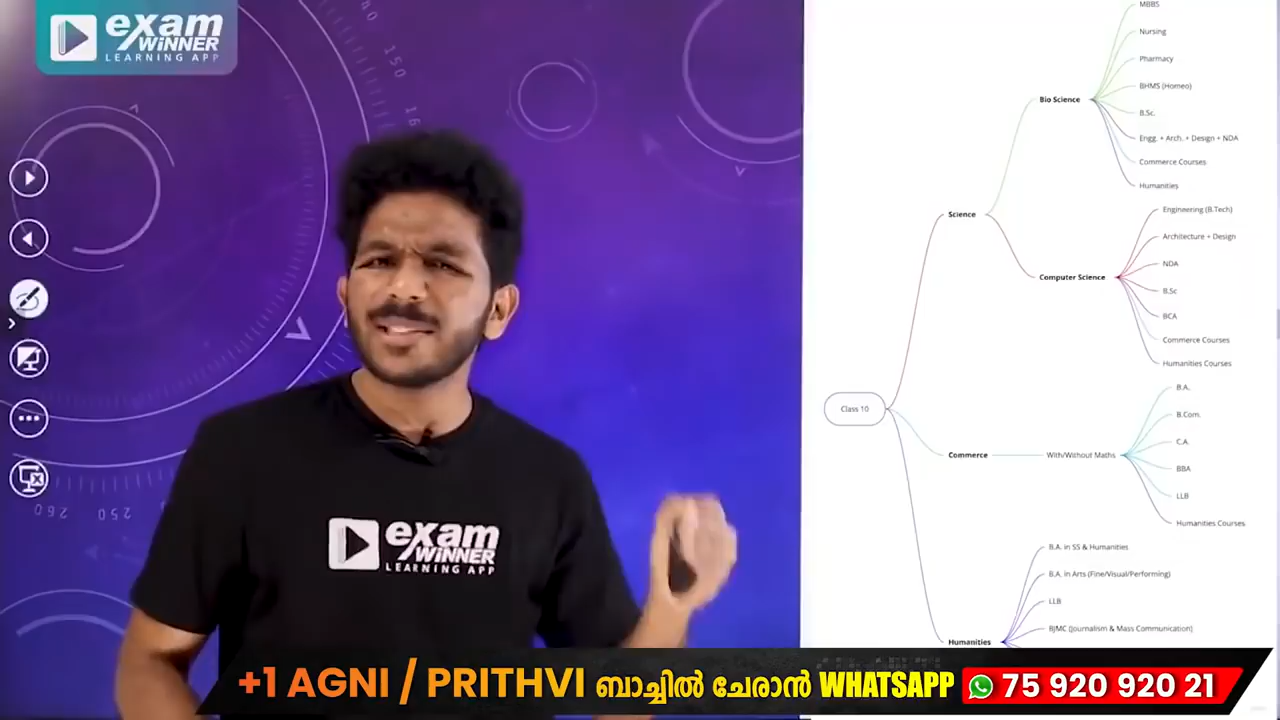 exam
WiNNER
LEARNING APP
150
260
250
exam
WiNNER
LEARNING APP
MBBS
Nursing
Pharmacy
BHMS (Homeo)
B.Sc.
Engg. + Arch. + Design + NDA
Commerce Courses
Humanities
Bio Science
Science
Computer Science
Engineering (B.Tech)
Architecture + Design
NDA
B.Sc
BCA
Commerce Courses
Humanities Courses
Class 10
Commerce
With/Without Maths
B.A.
B.Com.
C.A.
BBA
LLB
Humanities Courses
B.A. in SS & Humanities
B.A. in Arts (Fine/Visual/Performing)
LLB
BJMC (Journalism & Mass Communication)
Humanities
+1 AGNI / PRITHVI ബാച്ചിൽ ചേരാൻ WHATSAPP 75 920 920 21